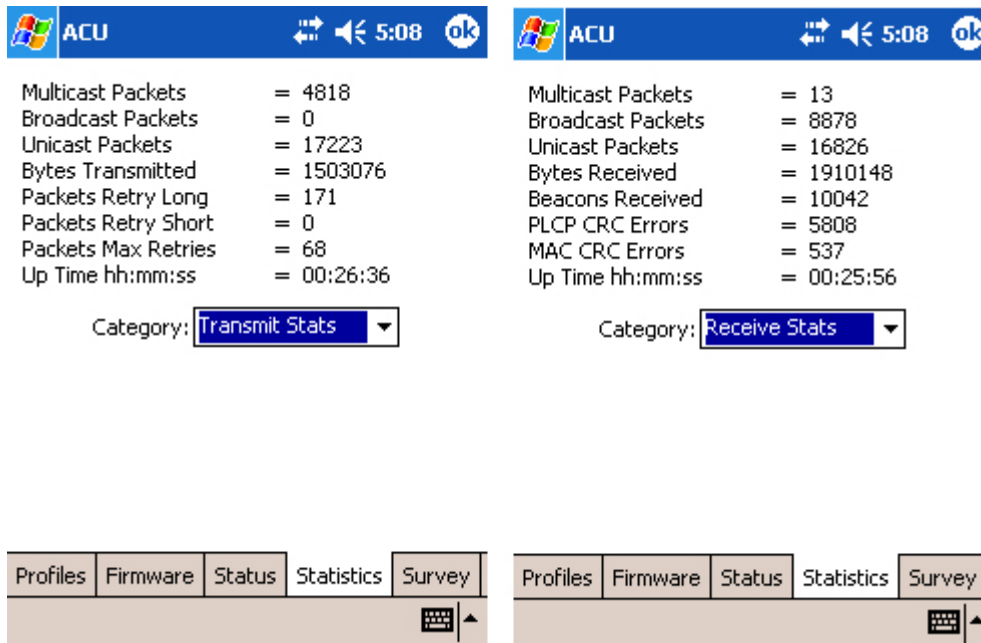 ACU 5:08 ok
Multicast Packets = 4818
Broadcast Packets = 0
Unicast Packets = 17223
Bytes Transmitted = 1503076
Packets Retry Long = 171
Packets Retry Short = 0
Packets Max Retries = 68
Up Time hh:mm:ss = 00:26:36
Category: Transmit Stats
Profiles Firmware Status Statistics Survey
ACU 5:08 ok
Multicast Packets = 13
Broadcast Packets = 8878
Unicast Packets = 16826
Bytes Received = 1910148
Beacons Received = 10042
PLCP CRC Errors = 5808
MAC CRC Errors = 537
Up Time hh:mm:ss = 00:25:56
Category: Receive Stats
Profiles Firmware Status Statistics Survey